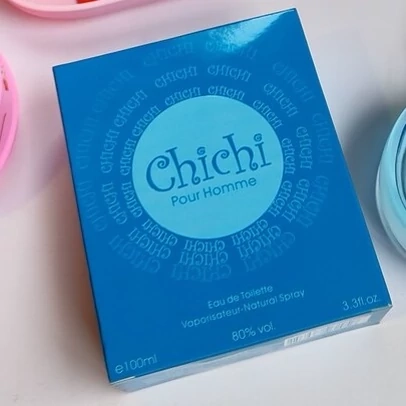 Chichi
Pour Homme
Eau de Toilette
Vaporisateur-Natural Spray
80% vol.
e100ml
3.3fl.oz.